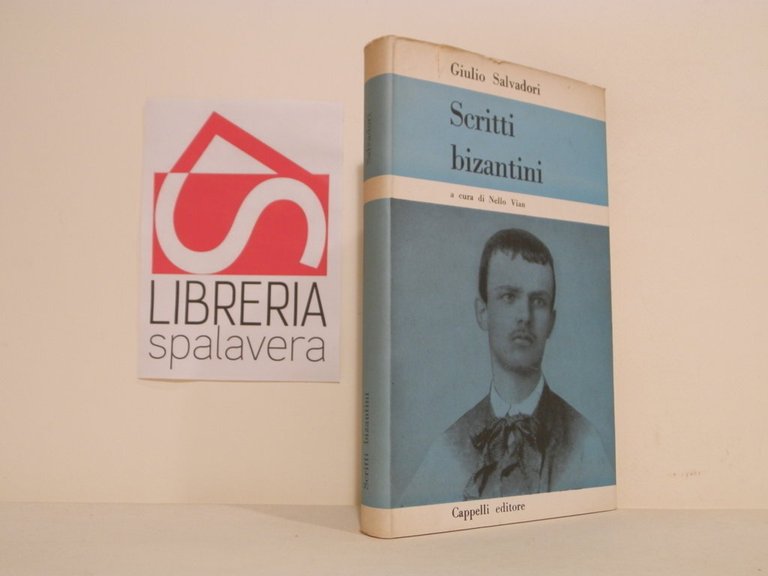 LIBRERIA
spalavera
Giulio Salvadori
Scritti
bizantini
a cura di Nello Vian
Cappelli editore
Salvadori
Scritti bizantini